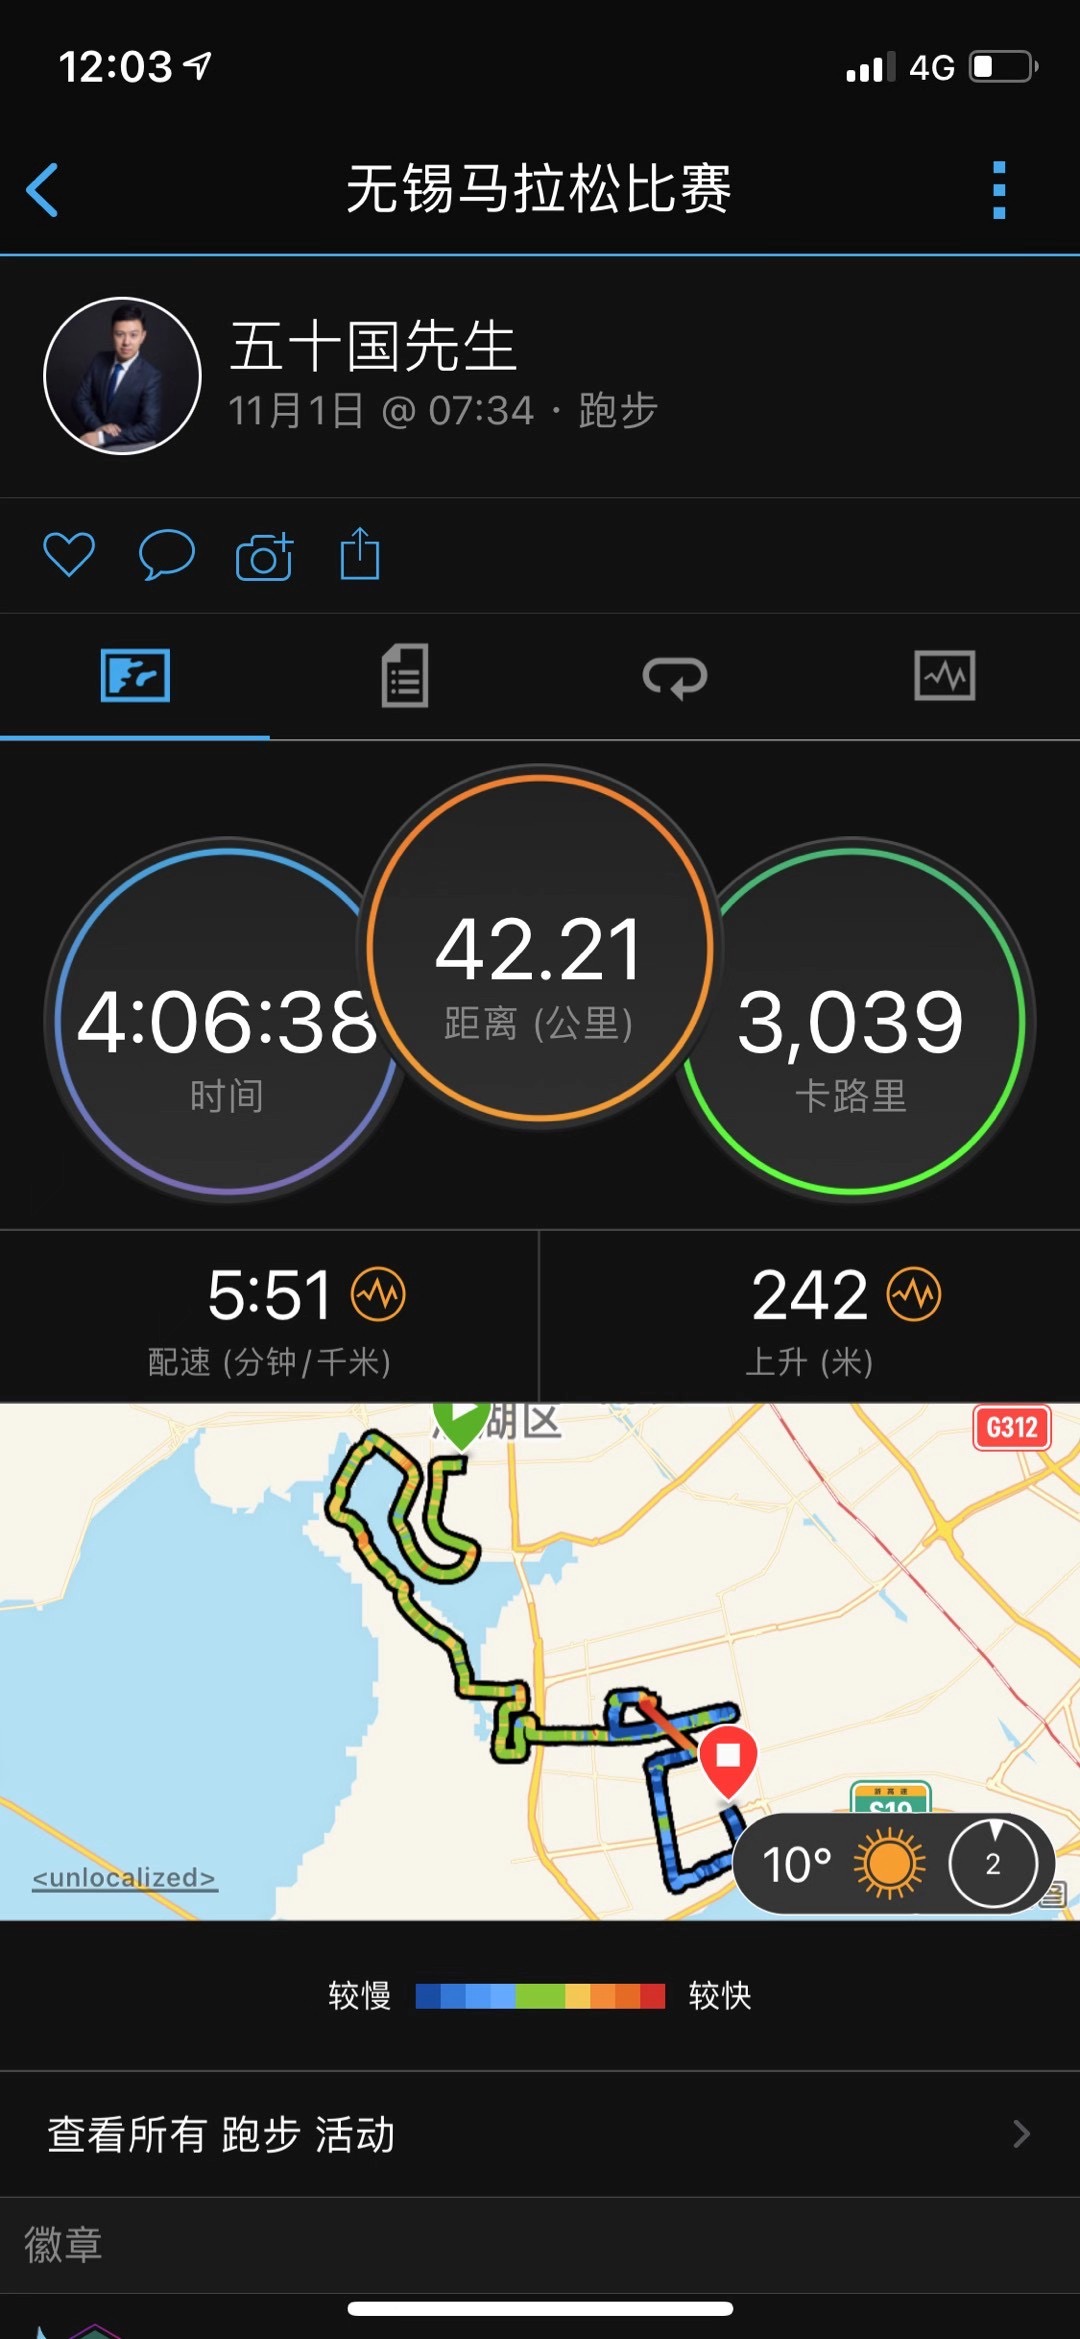 12:03
4G
无锡马拉松比赛
五十国先生
11月1日 @ 07:34 · 跑步
42.21
距离 (公里)
4:06:38
时间
3,039
卡路里
5:51
配速 (分钟/千米)
242
上升 (米)
湖区
G312
S19
<unlocalized>
10°
2
较慢
较快
查看所有 跑步 活动
徽章